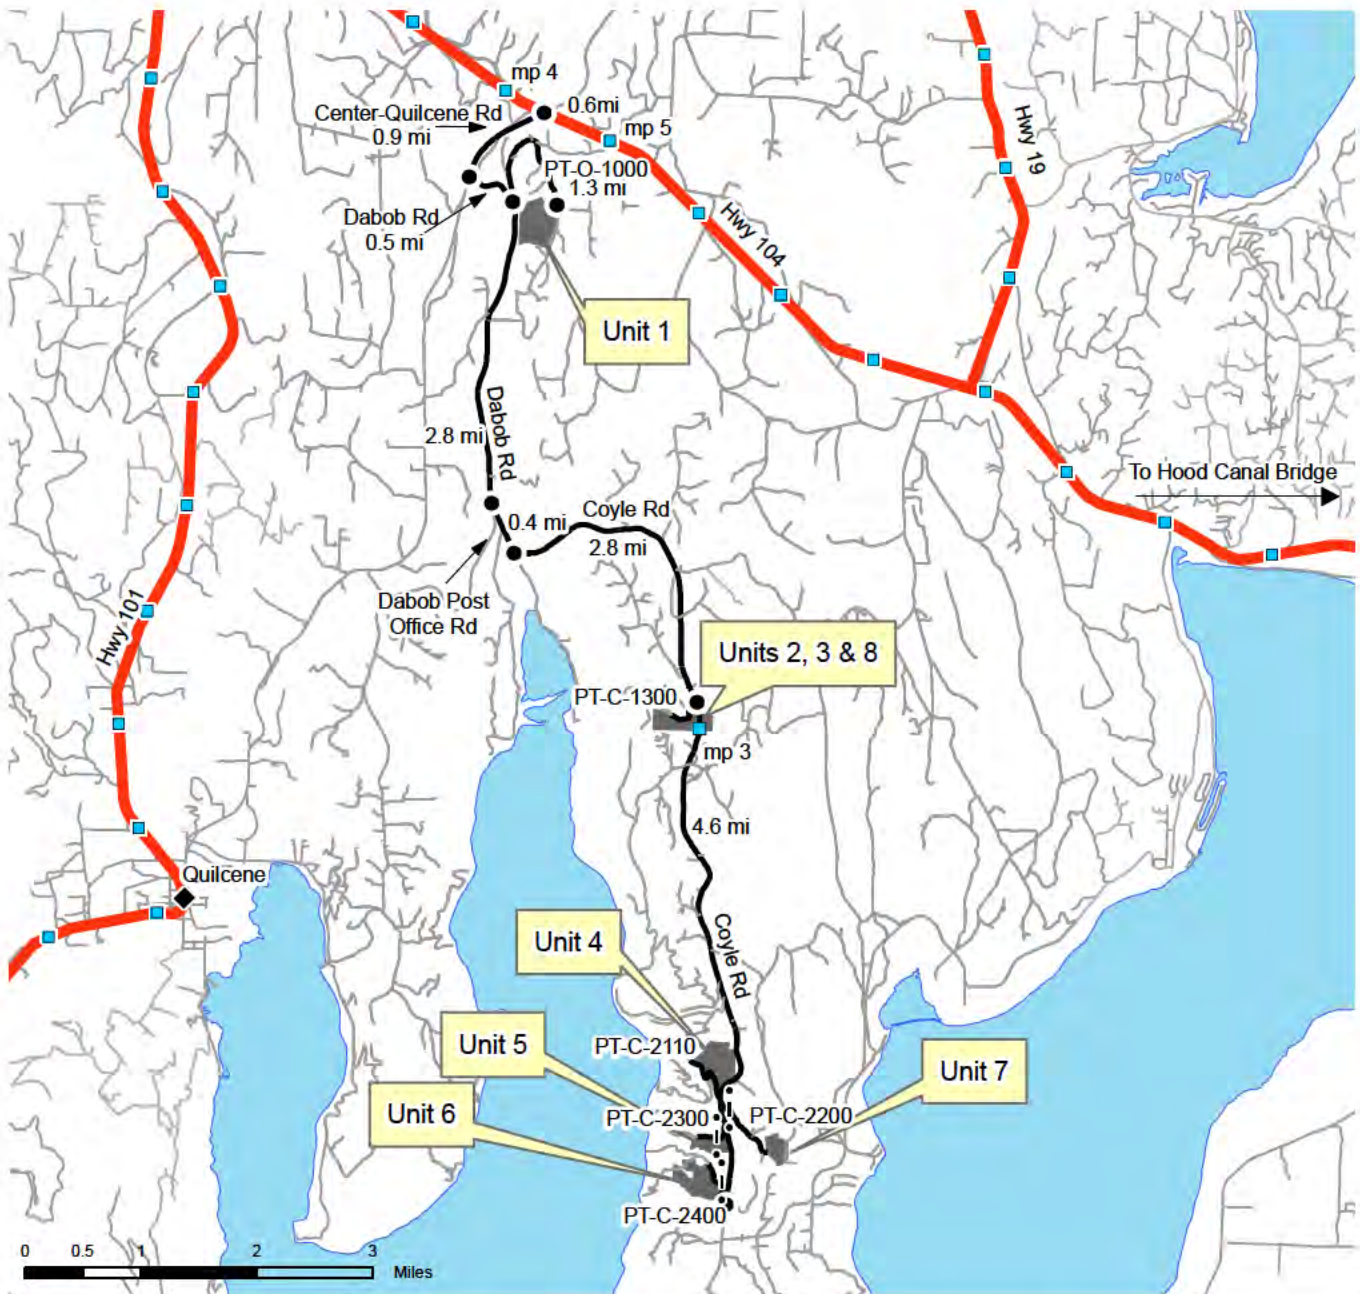 mp 4
Center-Quilcene Rd
0.9 mi
0.6mi
mp 5
Hwy 19
PT-O-1000
1.3 mi
Dabob Rd
0.5 mi
Hwy 104
Unit 1
Dabob Rd
2.8 mi
To Hood Canal Bridge
0.4 mi
Coyle Rd
2.8 mi
Dabob Post
Office Rd
Hwy 101
Units 2, 3 & 8
PT-C-1300
mp 3
4.6 mi
Quilcene
Unit 4
Coyle Rd
Unit 5
PT-C-2110
Unit 7
Unit 6
PT-C-2300
PT-C-2200
PT-C-2400
0 0.5 1 2 3
Miles